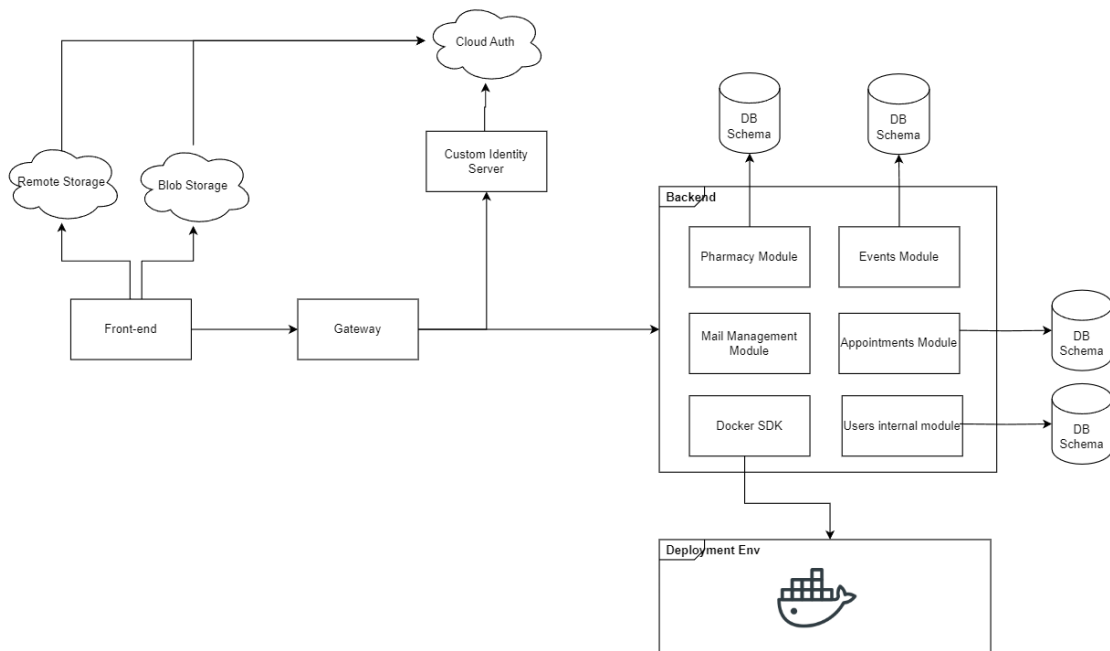 Cloud Auth
DB
Schema
DB
Schema
Custom Identity
Server
Remote Storage
Blob Storage
Backend
Pharmacy Module
Events Module
Front-end
Gateway
Mail Management
Module
Appointments Module
DB
Schema
Docker SDK
Users internal module
DB
Schema
Deployment Env